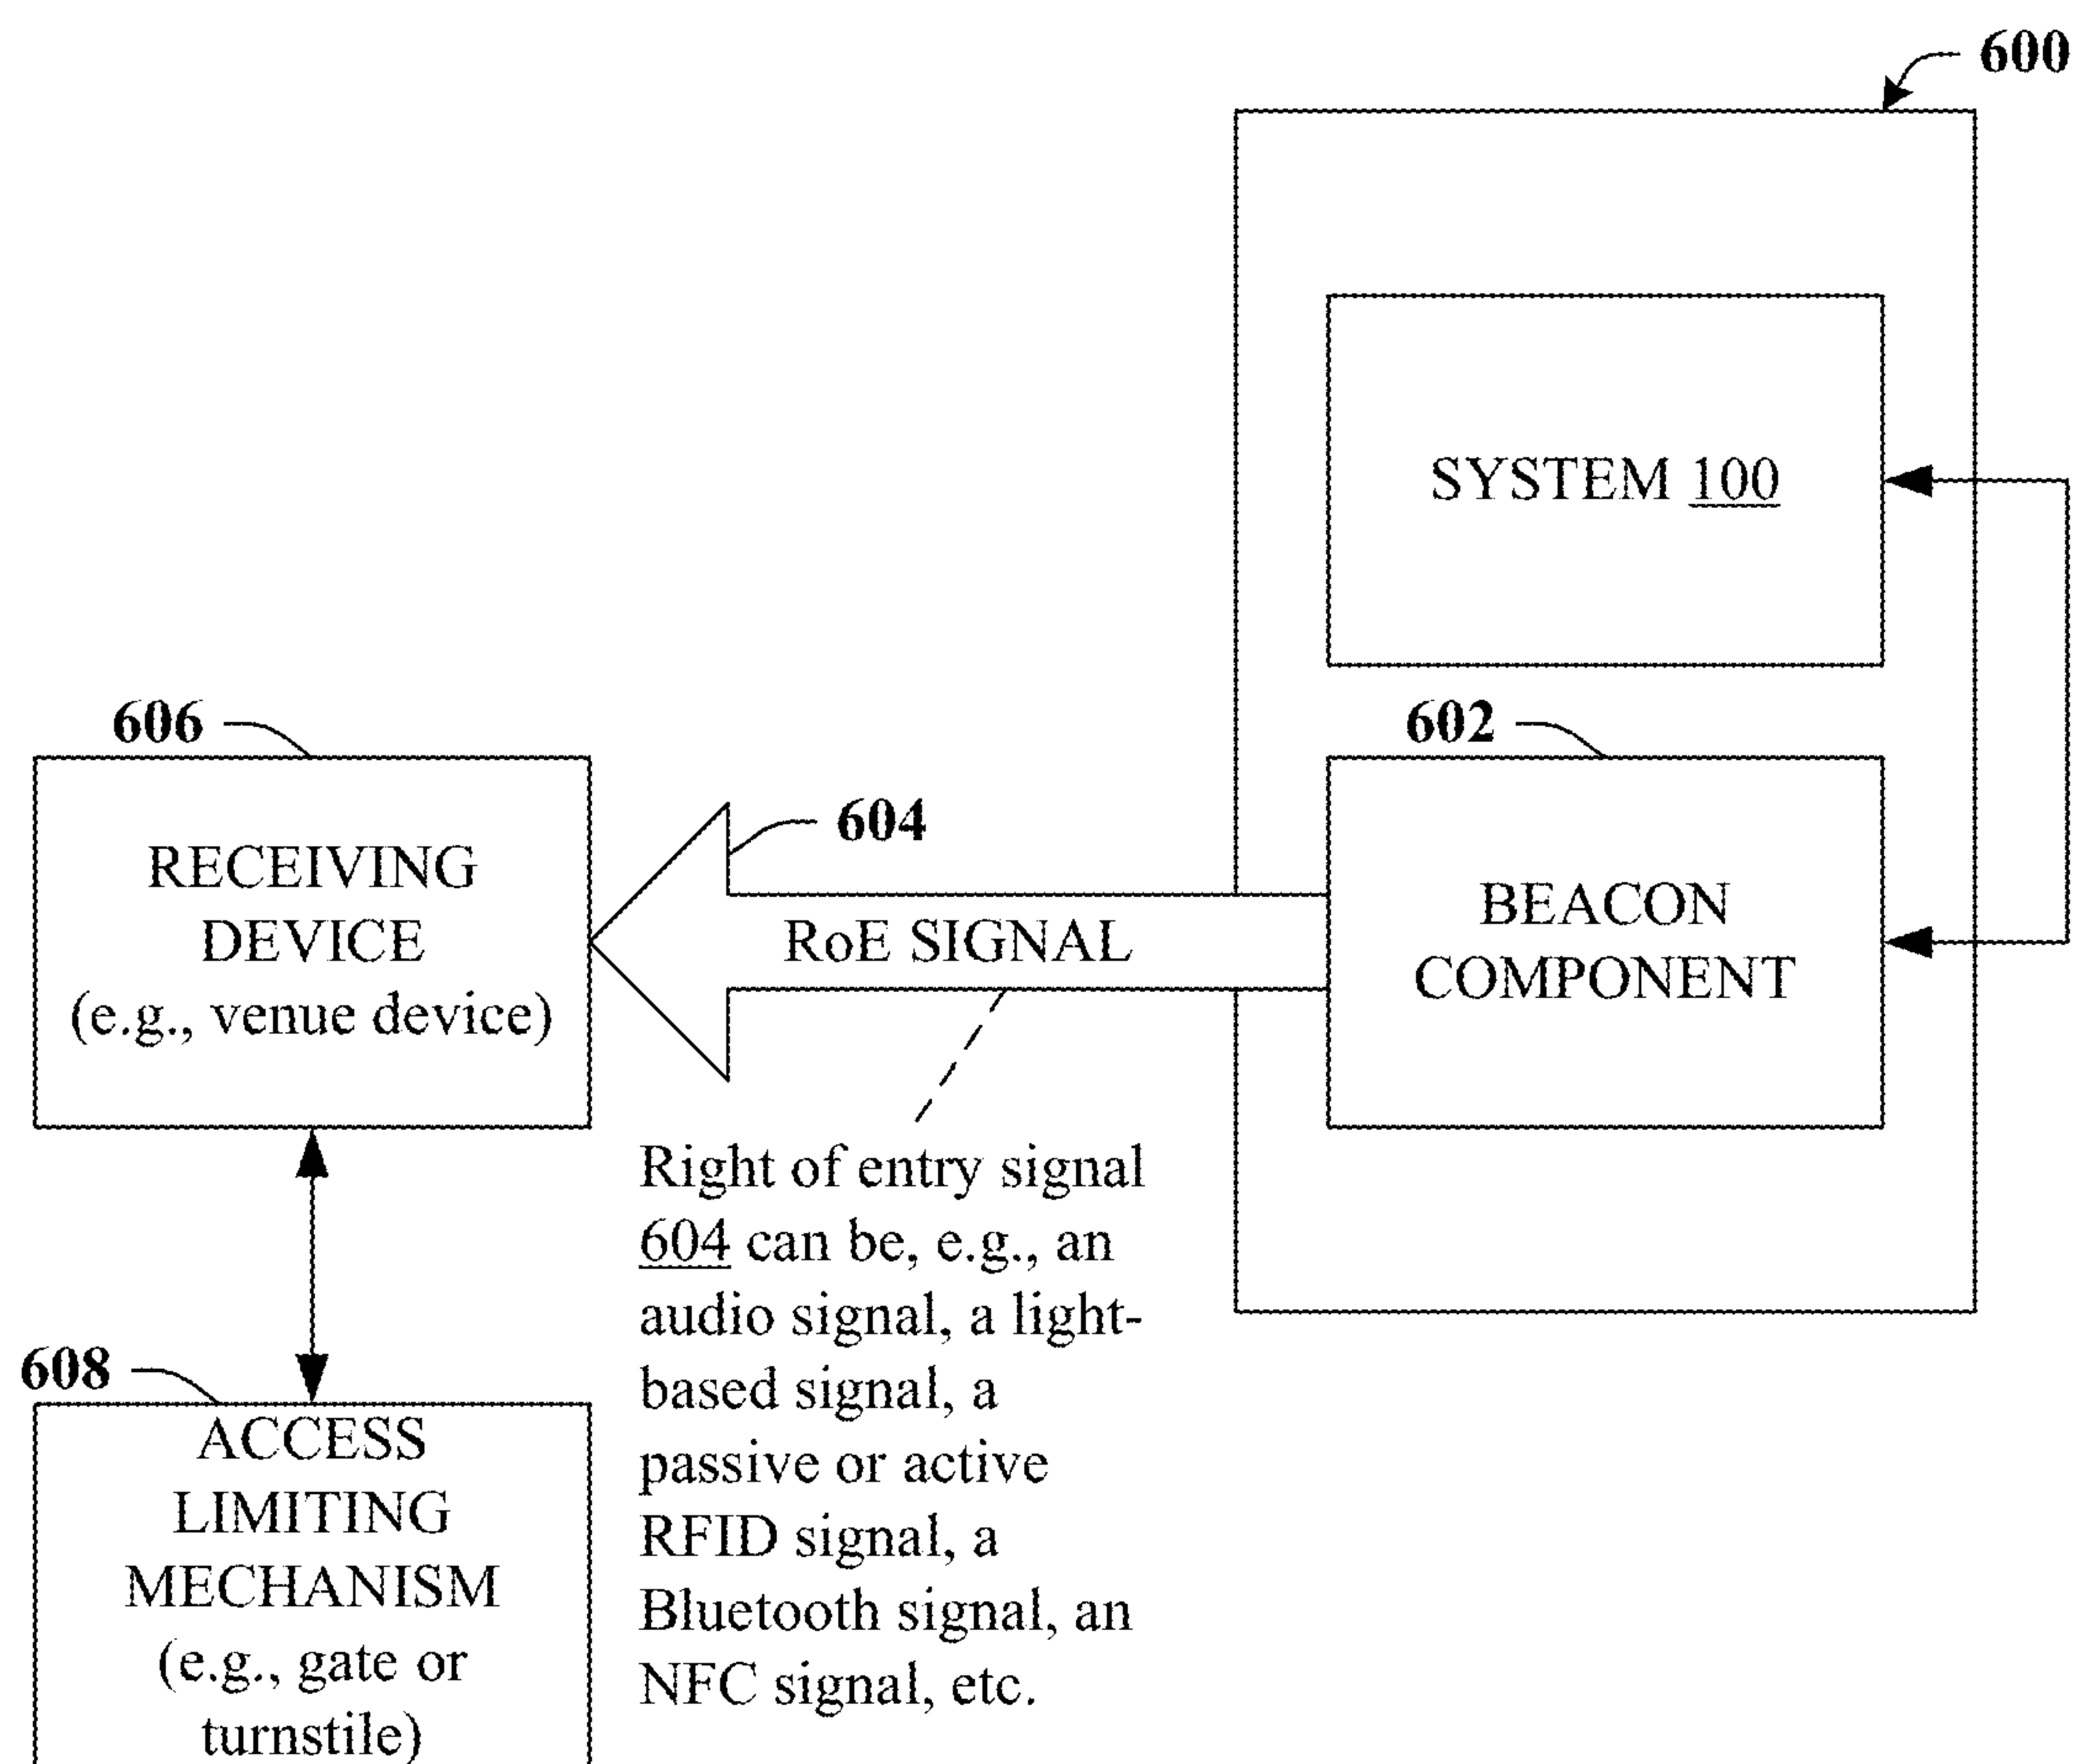 600
SYSTEM 100
606
602
604
RECEIVING
DEVICE
(e.g., venue device)
RoE SIGNAL
BEACON
COMPONENT
Right of entry signal
604 can be, e.g., an
audio signal, a light-
based signal, a
passive or active
RFID signal, a
Bluetooth signal, an
NFC signal, etc.
608
ACCESS
LIMITING
MECHANISM
(e.g., gate or
turnstile)